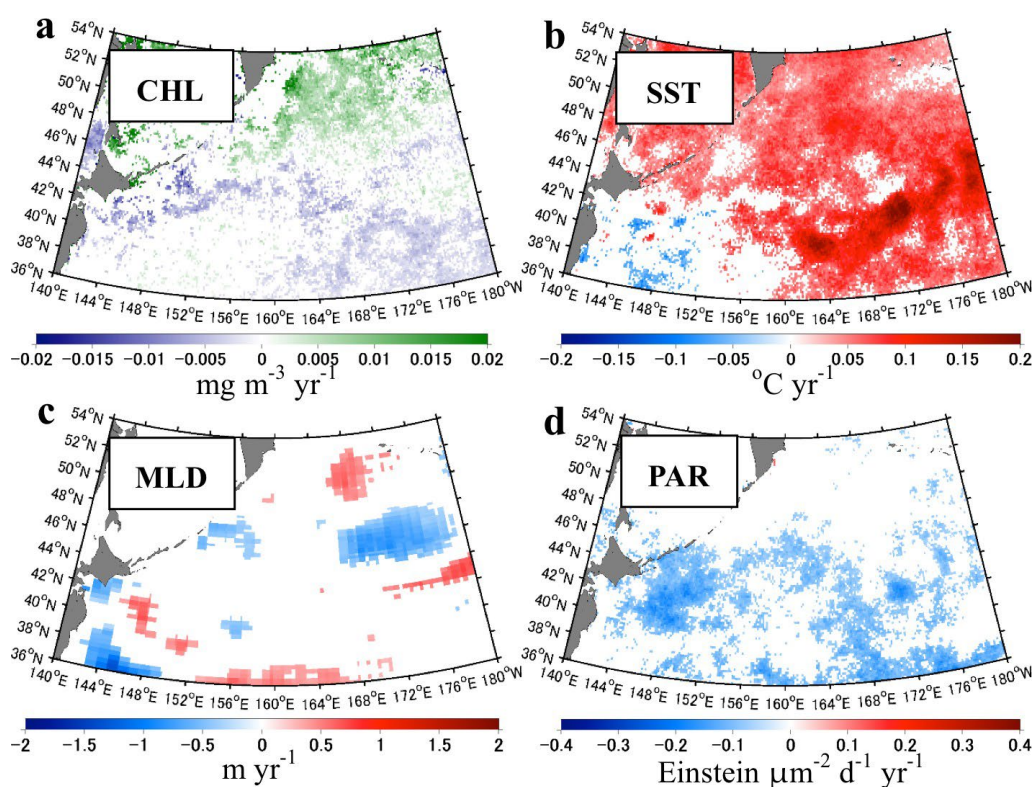 a
CHL
54°N
52°N
50°N
48°N
46°N
44°N
42°N
40°N
38°N
36°N
140°E 144°E 148°E 152°E 156°E 160°E 164°E 168°E 172°E 176°E 180°W
−0.02 −0.015 −0.01 −0.005 0 0.005 0.01 0.015 0.02
mg m⁻³ yr⁻¹
b
SST
54°N
52°N
50°N
48°N
46°N
44°N
42°N
40°N
38°N
36°N
140°E 144°E 148°E 152°E 156°E 160°E 164°E 168°E 172°E 176°E 180°W
−0.2 −0.15 −0.1 −0.05 0 0.05 0.1 0.15 0.2
°C yr⁻¹
c
MLD
54°N
52°N
50°N
48°N
46°N
44°N
42°N
40°N
38°N
36°N
140°E 144°E 148°E 152°E 156°E 160°E 164°E 168°E 172°E 176°E 180°W
−2 −1.5 −1 −0.5 0 0.5 1 1.5 2
m yr⁻¹
d
PAR
54°N
52°N
50°N
48°N
46°N
44°N
42°N
40°N
38°N
36°N
140°E 144°E 148°E 152°E 156°E 160°E 164°E 168°E 172°E 176°E 180°W
−0.4 −0.3 −0.2 −0.1 0 0.1 0.2 0.3 0.4
Einstein μm⁻² d⁻¹ yr⁻¹